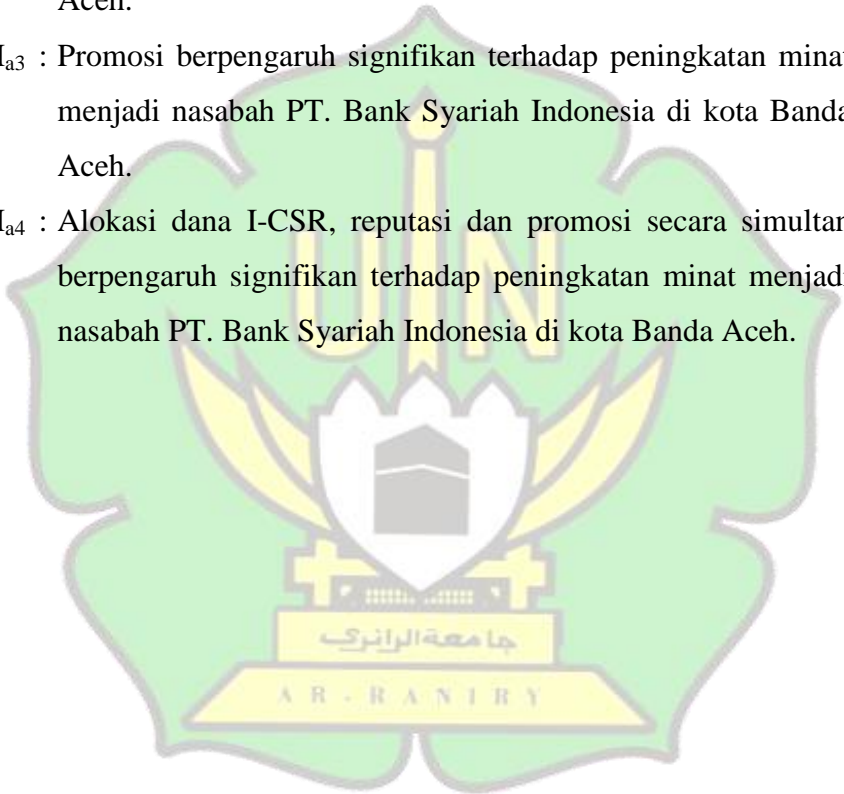 Aceh.
Ha3 : Promosi berpengaruh signifikan terhadap peningkatan minat
menjadi nasabah PT. Bank Syariah Indonesia di kota Banda
Aceh.
Ha4 : Alokasi dana I-CSR, reputasi dan promosi secara simultan
berpengaruh signifikan terhadap peningkatan minat menjadi
nasabah PT. Bank Syariah Indonesia di kota Banda Aceh.
UIN
جامعة الرانري
AR-RANIRY